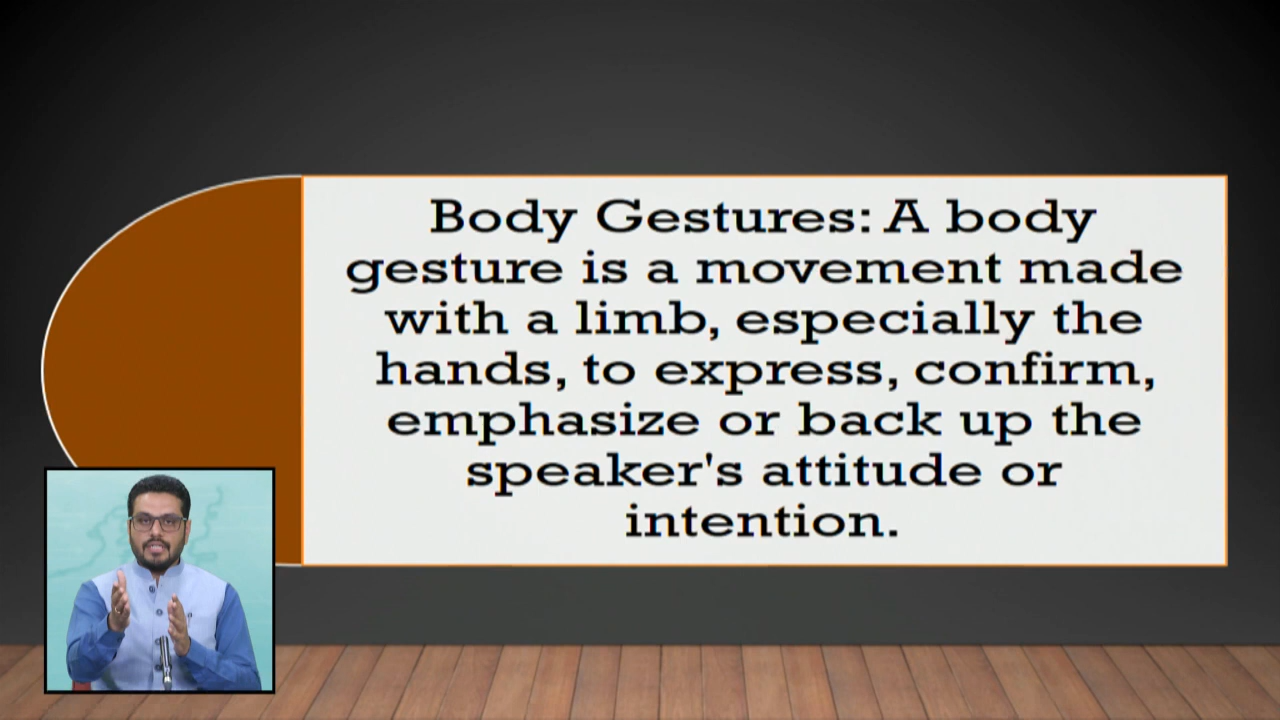 Body Gestures: A body
gesture is a movement made
with a limb, especially the
hands, to express, confirm,
emphasize or back up the
speaker's attitude or
intention.